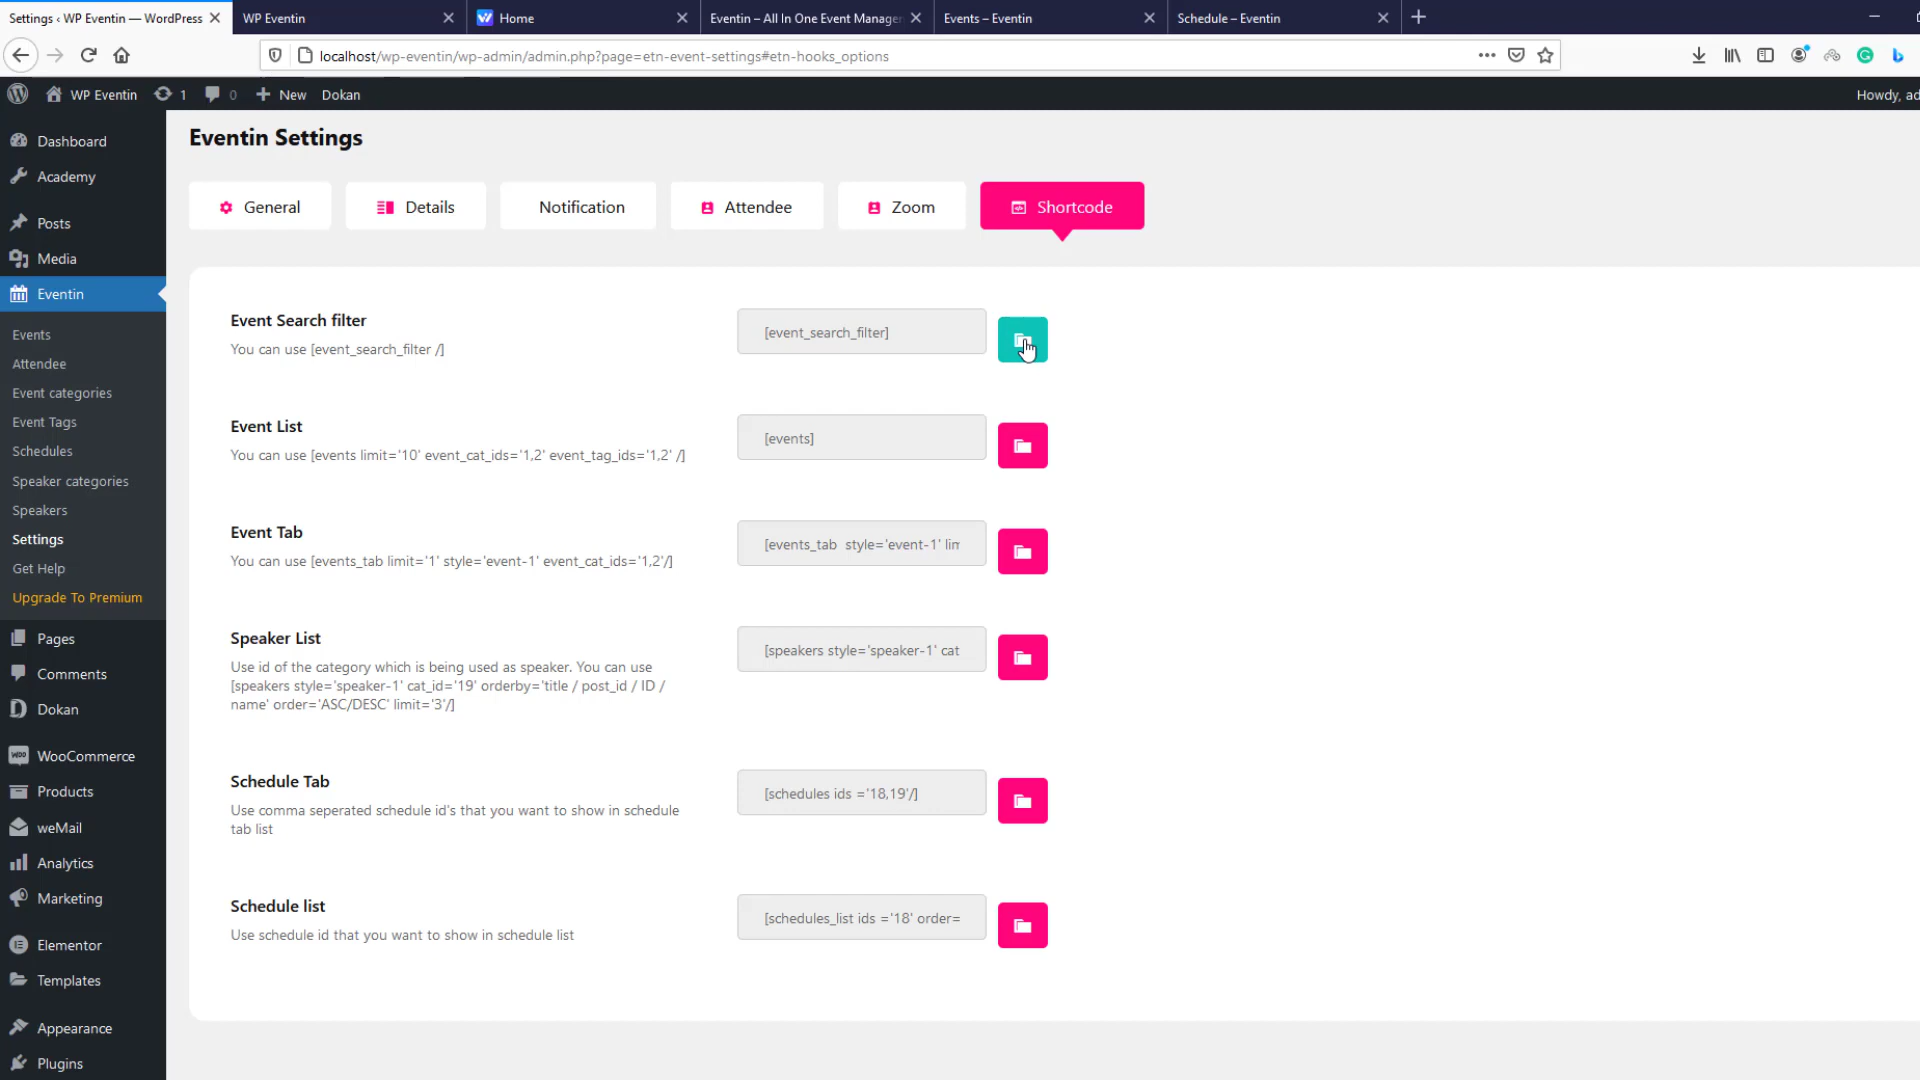 Settings ‹ WP Eventin — WordPress
WP Eventin
Home
Eventin – All In One Event Manage
Events – Eventin
Schedule – Eventin
localhost/wp-eventin/wp-admin/admin.php?page=etn-event-settings#etn-hooks_options
WP Eventin
1
0
New
Dokan
Howdy, ad
Dashboard
Academy
Posts
Media
Eventin
Events
Attendee
Event categories
Event Tags
Schedules
Speaker categories
Speakers
Settings
Get Help
Upgrade To Premium
Pages
Comments
Dokan
WooCommerce
Products
weMail
Analytics
Marketing
Elementor
Templates
Appearance
Plugins
Eventin Settings
General
Details
Notification
Attendee
Zoom
Shortcode
Event Search filter
You can use [event_search_filter /]
[event_search_filter]
Event List
You can use [events limit='10' event_cat_ids='1,2' event_tag_ids='1,2' /]
[events]
Event Tab
You can use [events_tab limit='1' style='event-1' event_cat_ids='1,2'/]
[events_tab style='event-1' lim
Speaker List
Use id of the category which is being used as speaker. You can use
[speakers style='speaker-1' cat_id='19' orderby='title / post_id / ID /
name' order='ASC/DESC' limit='3'/]
[speakers style='speaker-1' cat
Schedule Tab
Use comma seperated schedule id's that you want to show in schedule
tab list
[schedules ids ='18,19'/]
Schedule list
Use schedule id that you want to show in schedule list
[schedules_list ids ='18' order=